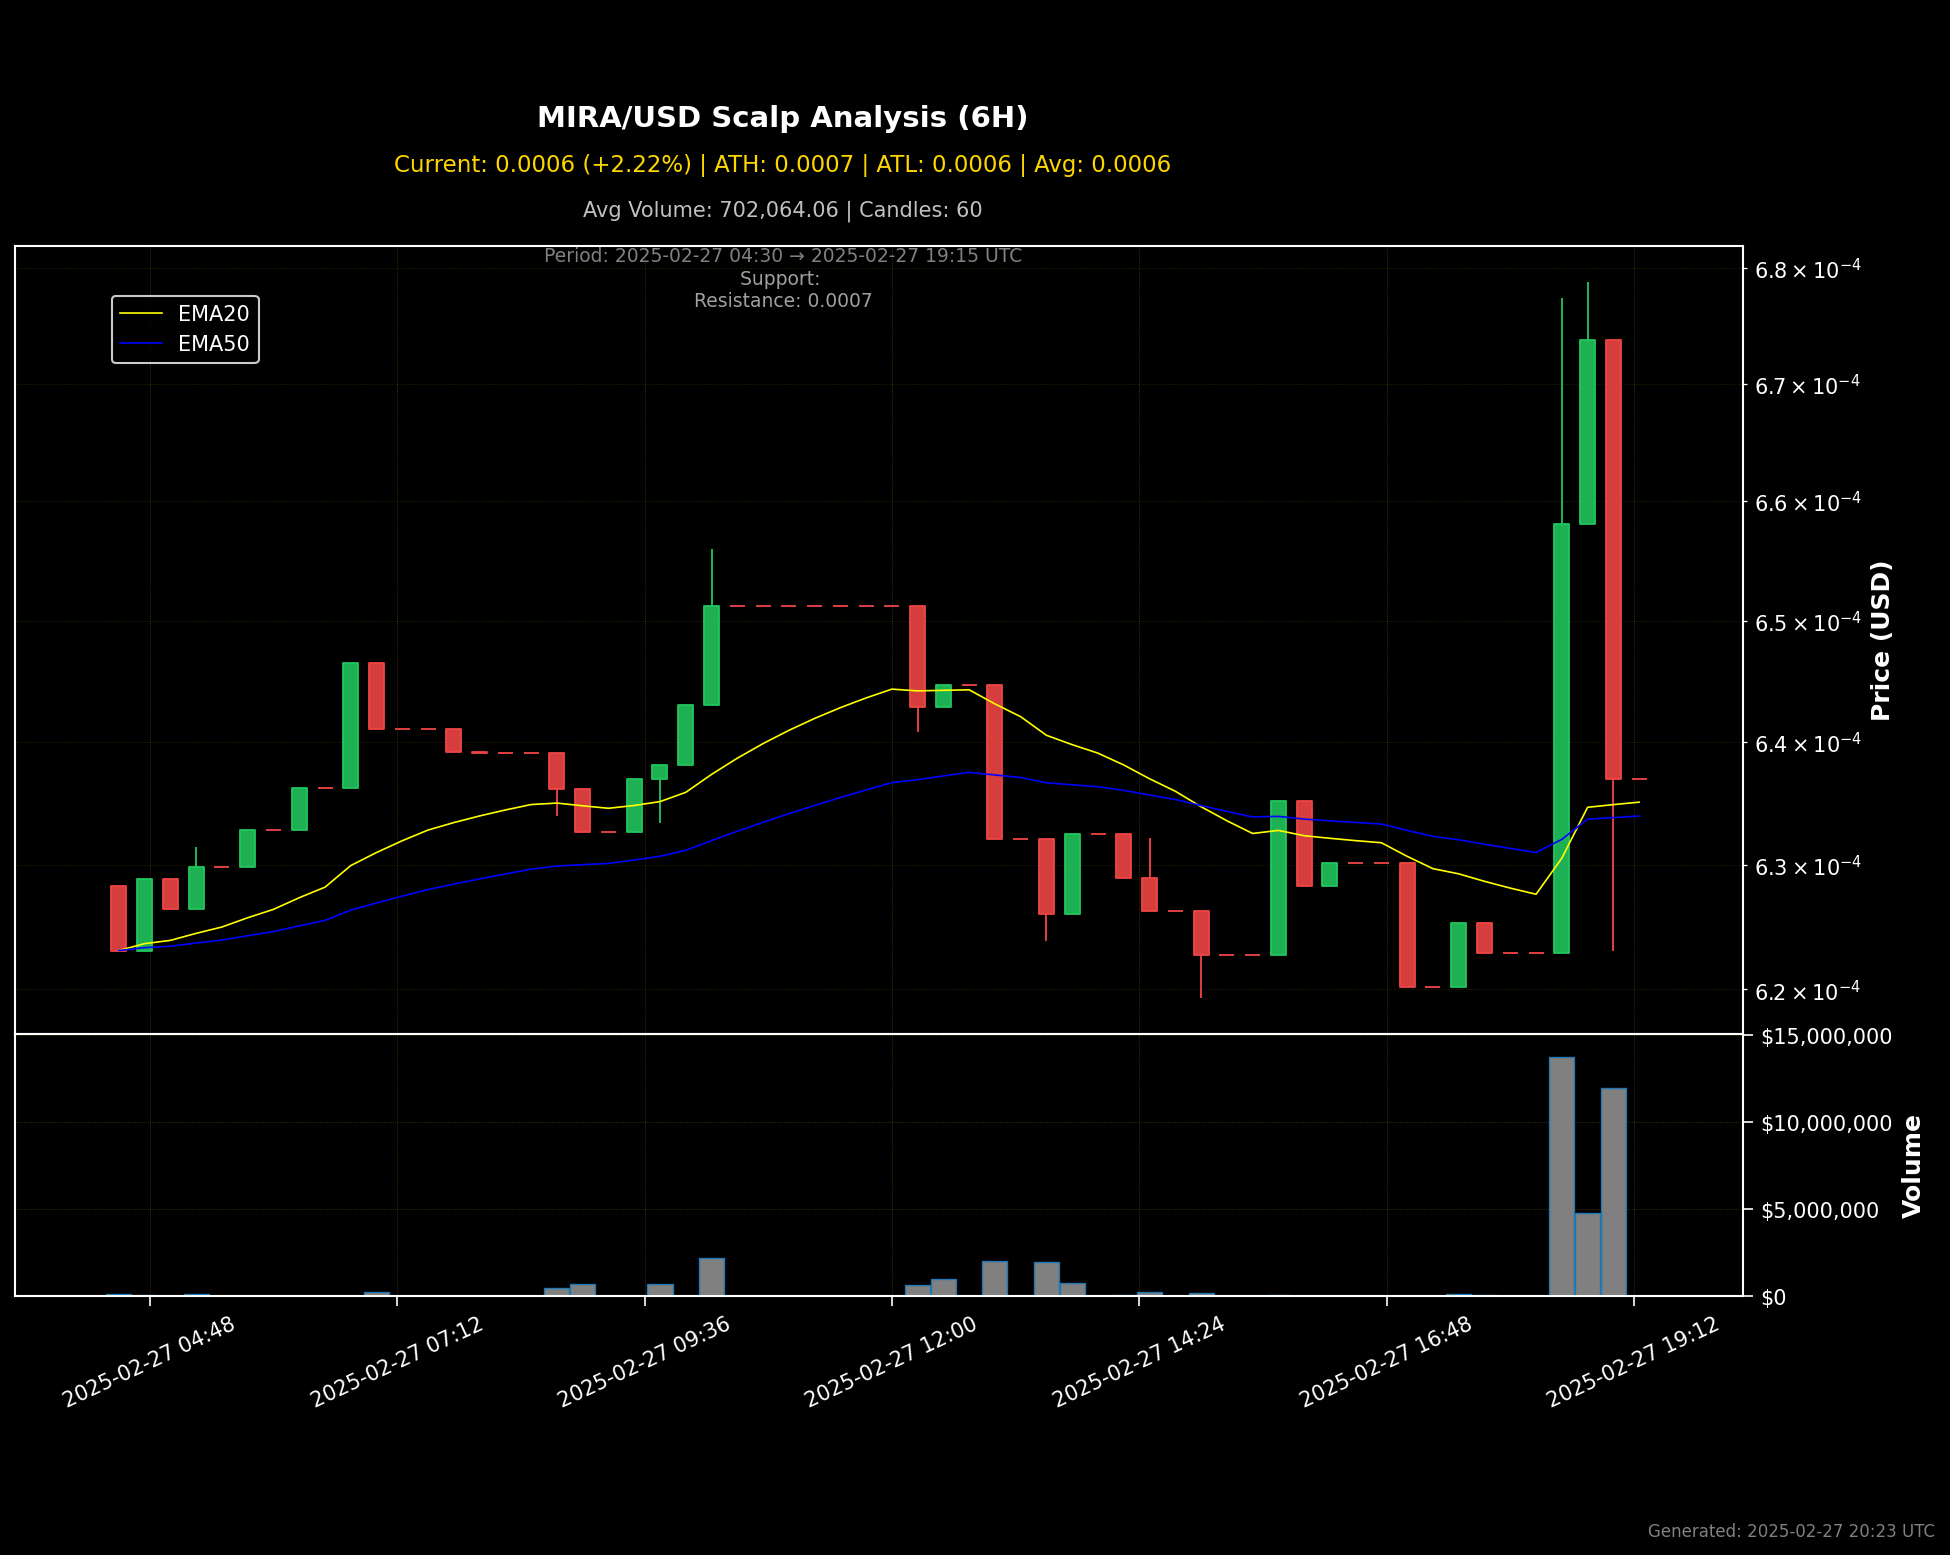 MIRA/USD Scalp Analysis (6H)
Current: 0.0006 (+2.22%) | ATH: 0.0007 | ATL: 0.0006 | Avg: 0.0006
Avg Volume: 702,064.06 | Candles: 60
Period: 2025-02-27 04:30 → 2025-02-27 19:15 UTC
Support:
Resistance: 0.0007
EMA20
EMA50
6.8 × 10⁻⁴
6.7 × 10⁻⁴
6.6 × 10⁻⁴
6.5 × 10⁻⁴
6.4 × 10⁻⁴
6.3 × 10⁻⁴
6.2 × 10⁻⁴
Price (USD)
$15,000,000
$10,000,000
$5,000,000
$0
Volume
2025-02-27 04:48
2025-02-27 07:12
2025-02-27 09:36
2025-02-27 12:00
2025-02-27 14:24
2025-02-27 16:48
2025-02-27 19:12
Generated: 2025-02-27 20:23 UTC